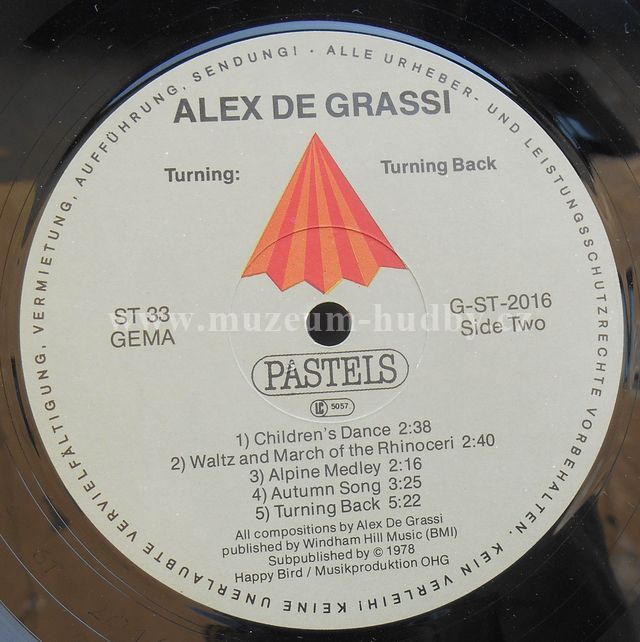 ALLE URHEBER- UND LEISTUNGSSCHUTZRECHTE VORBEHALTEN. KEIN VERLEIH! KEINE UNERLAUBTE VERVIELFÄLTIGUNG, VERMIETUNG, AUFFÜHRUNG, SENDUNG! ·
ALEX DE GRASSI
Turning: Turning Back
ST 33
GEMA
G-ST-2016
Side Two
www.muzeum-hudby.cz
PASTELS
LC 5057
1) Children's Dance 2:38
2) Waltz and March of the Rhinoceri 2:40
3) Alpine Medley 2:16
4) Autumn Song 3:25
5) Turning Back 5:22
All compositions by Alex De Grassi
published by Windham Hill Music (BMI)
Subpublished by © 1978
Happy Bird / Musikproduktion OHG